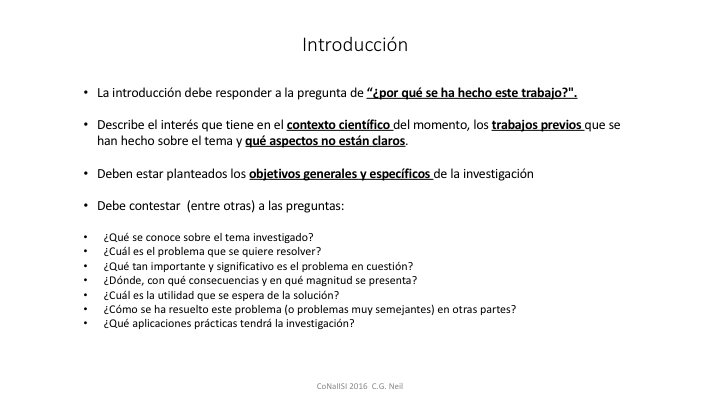 Introducción
• La introducción debe responder a la pregunta de “¿por qué se ha hecho este trabajo?".
• Describe el interés que tiene en el contexto científico del momento, los trabajos previos que se
han hecho sobre el tema y qué aspectos no están claros.
• Deben estar planteados los objetivos generales y específicos de la investigación
• Debe contestar (entre otras) a las preguntas:
• ¿Qué se conoce sobre el tema investigado?
• ¿Cuál es el problema que se quiere resolver?
• ¿Qué tan importante y significativo es el problema en cuestión?
• ¿Dónde, con qué consecuencias y en qué magnitud se presenta?
• ¿Cuál es la utilidad que se espera de la solución?
• ¿Cómo se ha resuelto este problema (o problemas muy semejantes) en otras partes?
• ¿Qué aplicaciones prácticas tendrá la investigación?
CoNaIISI 2016 C.G. Neil